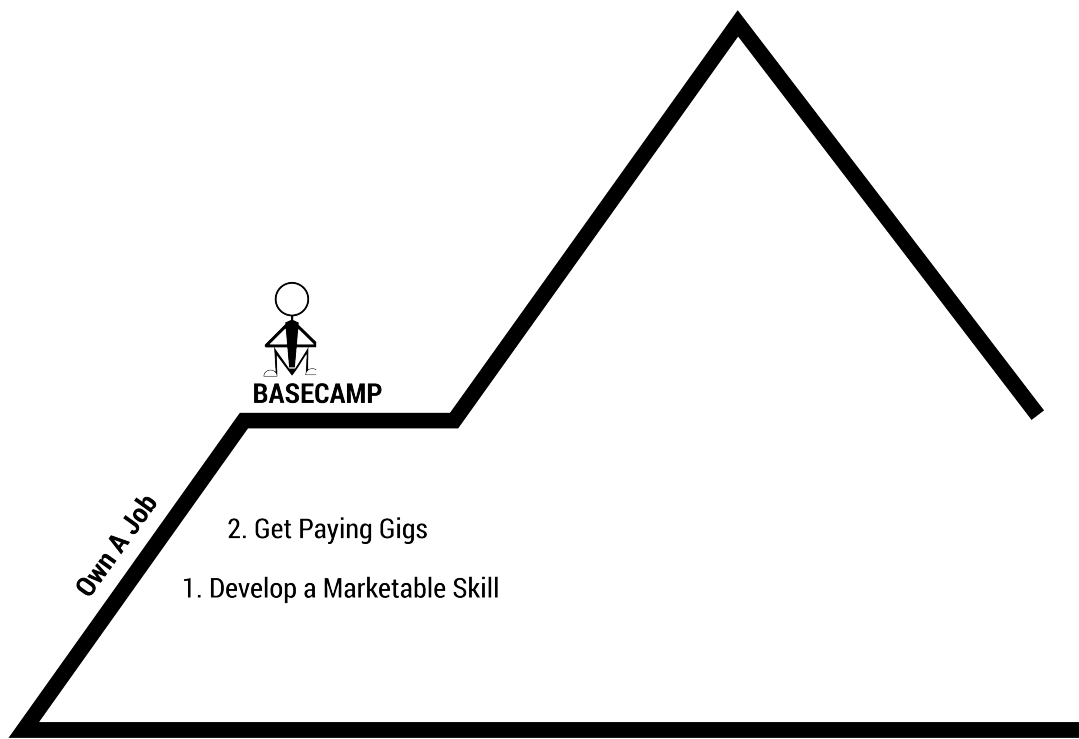 BASECAMP
Own A Job
2. Get Paying Gigs
1. Develop a Marketable Skill